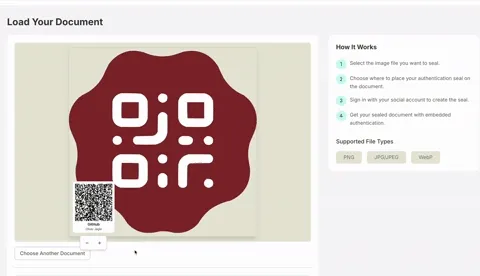 Load Your Document
GitHub
− +
Choose Another Document
How It Works
1 Select the image file you want to seal.
2 Choose where to place your authentication seal on
the document.
3 Sign in with your social account to create the seal.
4 Get your sealed document with embedded
authentication.
Supported File Types
PNG JPG/JPEG WebP